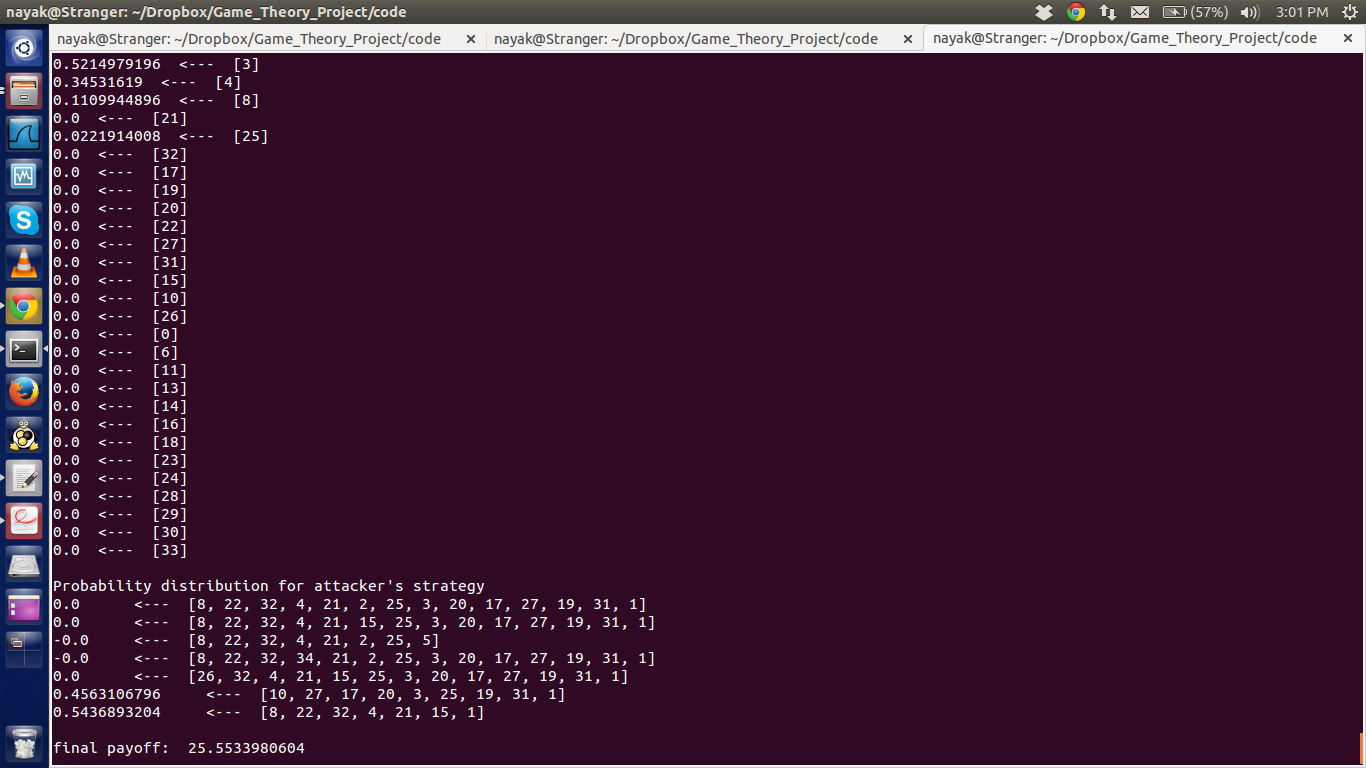 nayak@Stranger: ~/Dropbox/Game_Theory_Project/code (57%) 3:01 PM
nayak@Stranger: ~/Dropbox/Game_Theory_Project/code nayak@Stranger: ~/Dropbox/Game_Theory_Project/code nayak@Stranger: ~/Dropbox/Game_Theory_Project/code
0.5214979196 <--- [3]
0.34531619 <--- [4]
0.1109944896 <--- [8]
0.0 <--- [21]
0.0221914008 <--- [25]
0.0 <--- [32]
0.0 <--- [17]
0.0 <--- [19]
0.0 <--- [20]
0.0 <--- [22]
0.0 <--- [27]
0.0 <--- [31]
0.0 <--- [15]
0.0 <--- [10]
0.0 <--- [26]
0.0 <--- [0]
0.0 <--- [6]
0.0 <--- [11]
0.0 <--- [13]
0.0 <--- [14]
0.0 <--- [16]
0.0 <--- [18]
0.0 <--- [23]
0.0 <--- [24]
0.0 <--- [28]
0.0 <--- [29]
0.0 <--- [30]
0.0 <--- [33]
Probability distribution for attacker's strategy
0.0 <--- [8, 22, 32, 4, 21, 2, 25, 3, 20, 17, 27, 19, 31, 1]
0.0 <--- [8, 22, 32, 4, 21, 15, 25, 3, 20, 17, 27, 19, 31, 1]
-0.0 <--- [8, 22, 32, 4, 21, 2, 25, 5]
-0.0 <--- [8, 22, 32, 34, 21, 2, 25, 3, 20, 17, 27, 19, 31, 1]
0.0 <--- [26, 32, 4, 21, 15, 25, 3, 20, 17, 27, 19, 31, 1]
0.4563106796 <--- [10, 27, 17, 20, 3, 25, 19, 31, 1]
0.5436893204 <--- [8, 22, 32, 4, 21, 15, 1]
final payoff: 25.5533980604